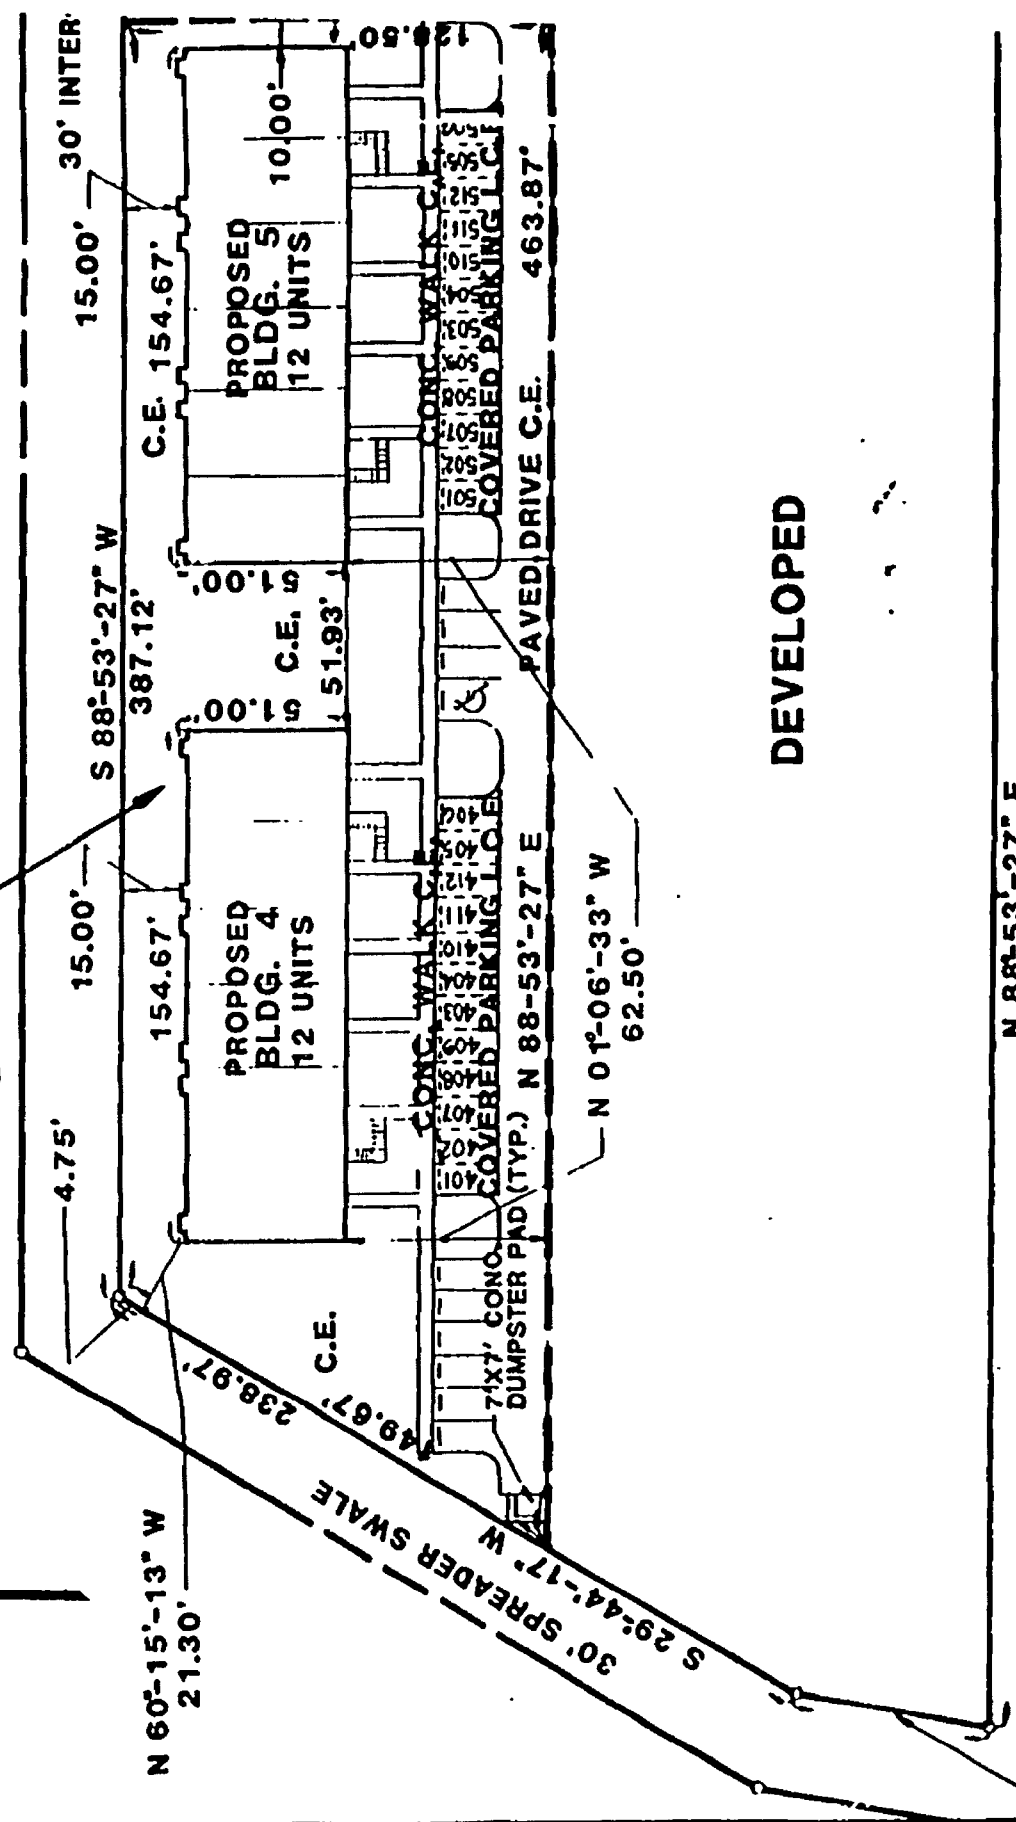 30' INTER-
15.00'
154.67'
C.E.
S 88°-53'-27" W
387.12'
PROPOSED
BLDG. 5
12 UNITS
10.00'
51.00'
C.E.
51.93'
51.00'
CONC. WALK C.E.
501
502
507
508
509
503
504
510
511
512
505
COVERED PARKING L.C.E.
PAVED DRIVE C.E.
463.87'
15.00'
154.67'
PROPOSED
BLDG. 4
12 UNITS
CONC. WALK C.E.
401
402
407
408
409
403
404
410
411
412
405
COVERED PARKING L.C.E.
N 88-53'-27" E
DEVELOPED
N 01°-06'-33" W
62.50'
4.75'
C.E.
238.97'
49.67'
7'X7' CONC.
DUMPSTER PAD (TYP.)
N 60°-15'-13" W
21.30'
30' SPREADER SWALE
S 29°-44'-17" W
N 88°-53'-27" E